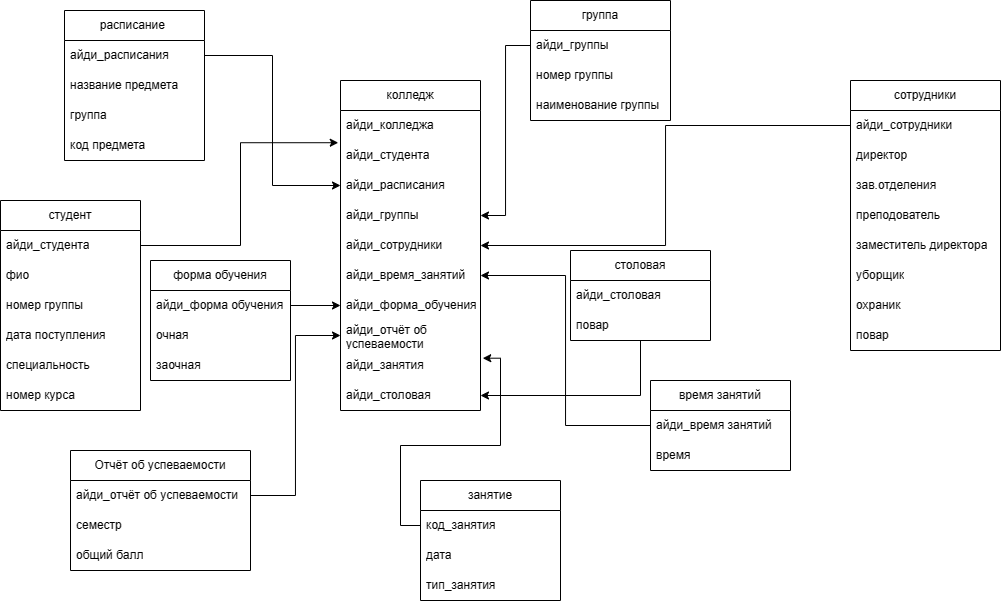 расписание
айди_расписания
название предмета
группа
код предмета
группа
айди_группы
номер группы
наименование группы
колледж
айди_колледжа
айди_студента
айди_расписания
айди_группы
айди_сотрудники
айди_время_занятий
айди_форма_обучения
айди_отчёт об
успеваемости
айди_занятия
айди_столовая
сотрудники
айди_сотрудники
директор
зав.отделения
преподователь
заместитель директора
уборщик
охраник
повар
студент
айди_студента
фио
номер группы
дата поступления
специальность
номер курса
форма обучения
айди_форма обучения
очная
заочная
столовая
айди_столовая
повар
время занятий
айди_время занятий
время
Отчёт об успеваемости
айди_отчёт об успеваемости
семестр
общий балл
занятие
код_занятия
дата
тип_занятия